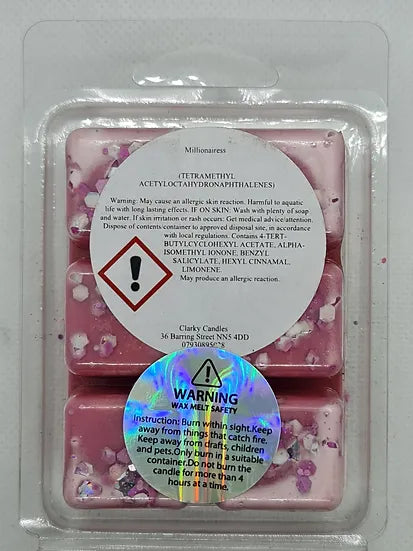 Millionairess
(TETRAMETHYL
ACETYLOCTAHYDRONAPHTHALENES)
Warning: May cause an allergic skin reaction. Harmful to aquatic
life with long lasting effects. IF ON SKIN: Wash with plenty of soap
and water. If skin irritation or rash occurs: Get medical advice/attention.
Dispose of contents/container to approved disposal site, in accordance
with local regulations. Contains 4-TERT-
BUTYLCYCLOHEXYL ACETATE, ALPHA-
ISOMETHYL IONONE, BENZYL
SALICYLATE, HEXYL CINNAMAL,
LIMONENE.
May produce an allergic reaction.
Clarky Candles
36 Barring Street NN5 4DD
WARNING
WAX MELT SAFETY
Instruction: Burn within sight.Keep
away from things that catch fire.
Keep away from drafts, children
and pets.Only burn in a suitable
container.Do not burn the
candle for more than 4
hours at a time.